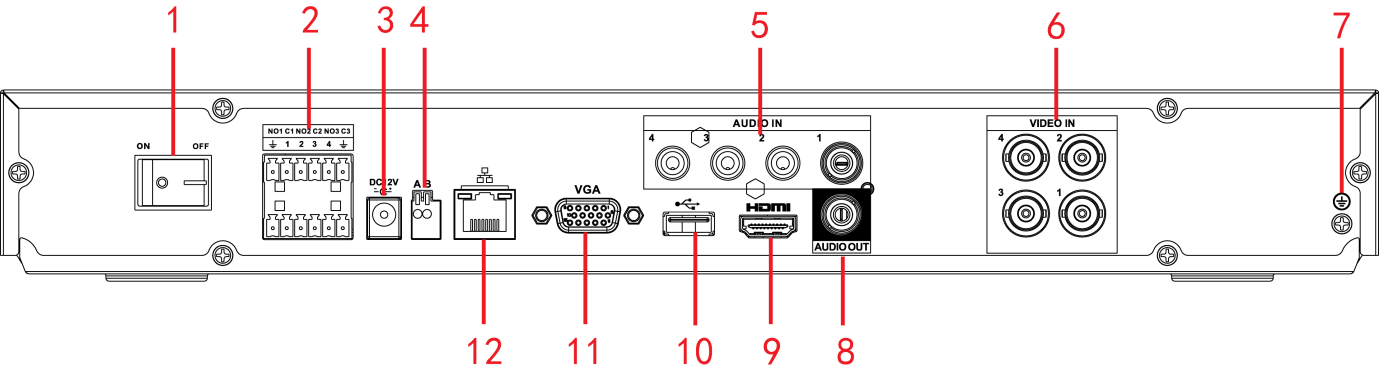 1 2 3 4 5 6 7
AUDIO IN
4 3 2 1
VIDEO IN
4 2
3 1
NO1 C1 NO2 C2 NO3 C3
1 2 3 4
ON OFF
DC12V
A B
VGA
HDMI
AUDIO OUT
12 11 10 9 8